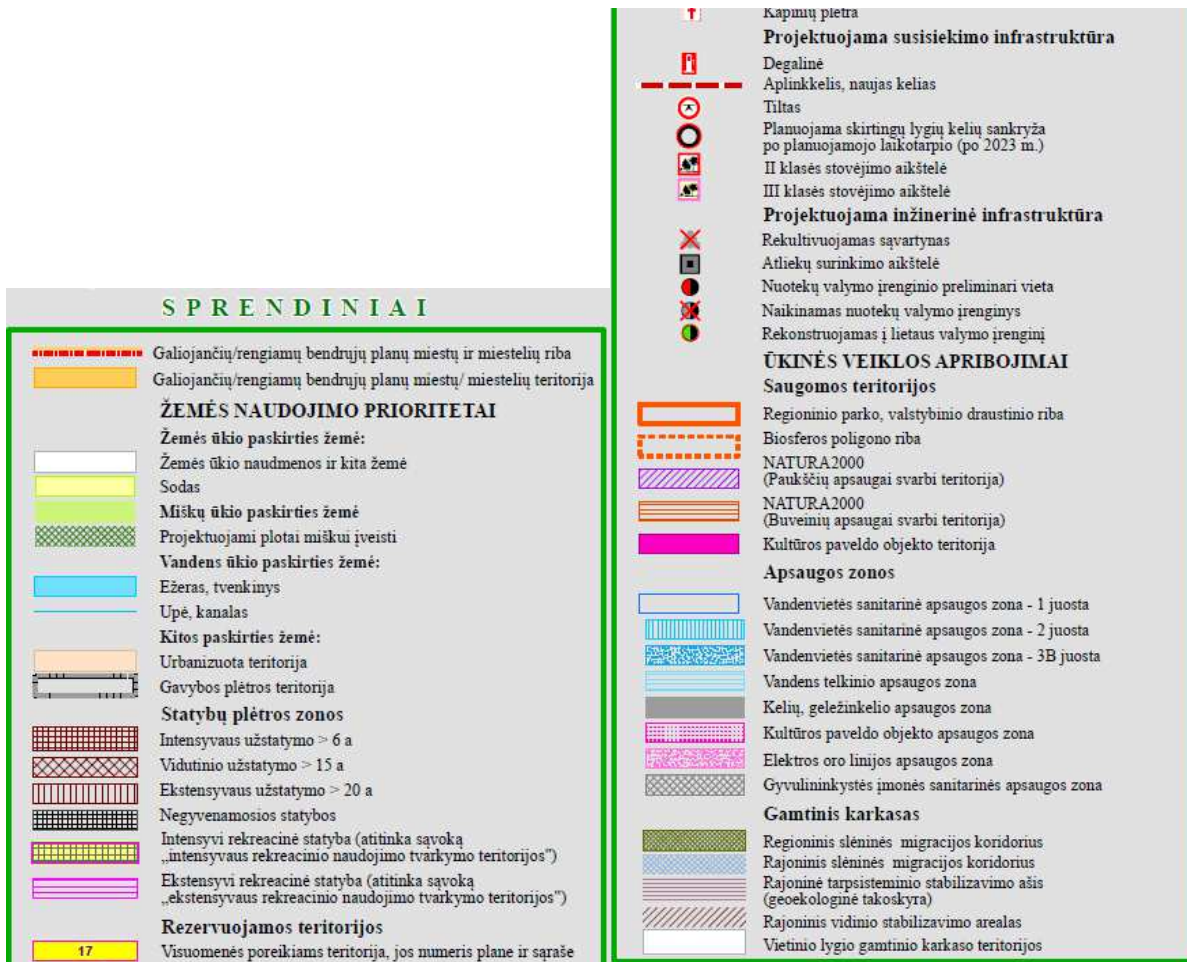 SPRENDINIAI
Galiojančių/rengiamų bendrųjų planų miestų ir miestelių riba
Galiojančių/rengiamų bendrųjų planų miestų/ miestelių teritorija
ŽEMĖS NAUDOJIMO PRIORITETAI
Žemės ūkio paskirties žemė:
Žemės ūkio naudmenos ir kita žemė
Sodas
Miškų ūkio paskirties žemė
Projektuojami plotai miškui įveisti
Vandens ūkio paskirties žemė:
Ežeras, tvenkinys
Upė, kanalas
Kitos paskirties žemė:
Urbanizuota teritorija
Gavybos plėtros teritorija
Statybų plėtros zonos
Intensyvaus užstatymo > 6 a
Vidutinio užstatymo > 15 a
Ekstensyvaus užstatymo > 20 a
Negyvenamosios statybos
Intensyvi rekreacinė statyba (atitinka sąvoką
„intensyvaus rekreacinio naudojimo tvarkymo teritorijos")
Ekstensyvi rekreacinė statyba (atitinka sąvoką
„ekstensyvaus rekreacinio naudojimo tvarkymo teritorijos")
Rezervuojamos teritorijos
17 Visuomenės poreikiams teritorija, jos numeris plane ir sąraše
Kapinių plėtra
Projektuojama susisiekimo infrastruktūra
Degalinė
Aplinkkelis, naujas kelias
Tiltas
Planuojama skirtingų lygių kelių sankryža
po planuojamojo laikotarpio (po 2023 m.)
II klasės stovėjimo aikštelė
III klasės stovėjimo aikštelė
Projektuojama inžinerinė infrastruktūra
Rekultivuojamas sąvartynas
Atliekų surinkimo aikštelė
Nuotekų valymo įrenginio preliminari vieta
Naikinamas nuotekų valymo įrenginys
Rekonstruojamas į lietaus valymo įrenginį
ŪKINĖS VEIKLOS APRIBOJIMAI
Saugomos teritorijos
Regioninio parko, valstybinio draustinio riba
Biosferos poligono riba
NATURA2000
(Paukščių apsaugai svarbi teritorija)
NATURA2000
(Buveinių apsaugai svarbi teritorija)
Kultūros paveldo objekto teritorija
Apsaugos zonos
Vandenvietės sanitarinė apsaugos zona - 1 juosta
Vandenvietės sanitarinė apsaugos zona - 2 juosta
Vandenvietės sanitarinė apsaugos zona - 3B juosta
Vandens telkinio apsaugos zona
Kelių, geležinkelio apsaugos zona
Kultūros paveldo objekto apsaugos zona
Elektros oro linijos apsaugos zona
Gyvulininkystės įmonės sanitarinės apsaugos zona
Gamtinis karkasas
Regioninis slėninės migracijos koridorius
Rajoninis slėninės migracijos koridorius
Rajoninė tarpsisteminio stabilizavimo ašis
(geoekologinė takoskyra)
Rajoninis vidinio stabilizavimo arealas
Vietinio lygio gamtinio karkaso teritorijos